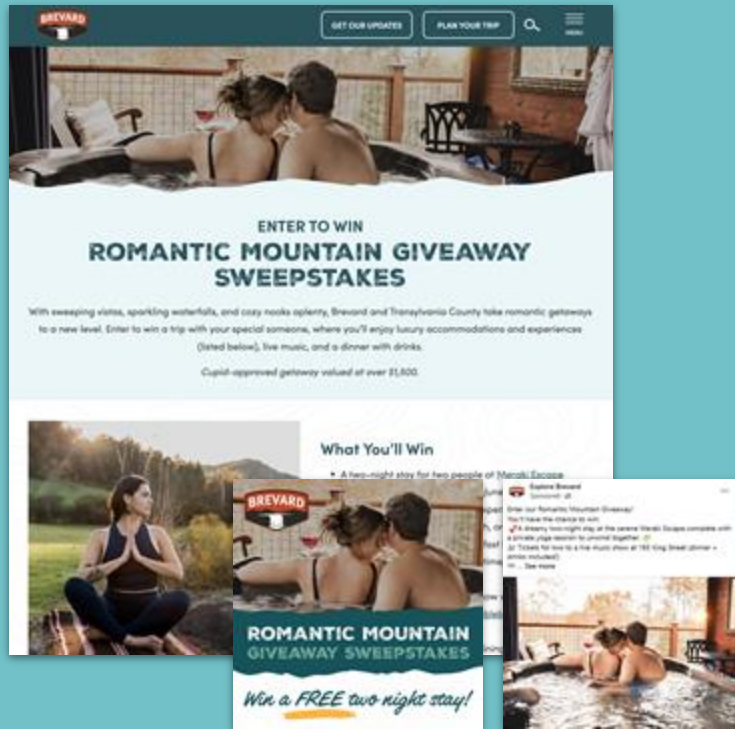 BREVARD
GET OUR UPDATES
PLAN YOUR TRIP
MENU
ENTER TO WIN
ROMANTIC MOUNTAIN GIVEAWAY
SWEEPSTAKES
With sweeping vistas, sparkling waterfalls, and cozy nooks aplenty, Brevard and Transylvania County take romantic getaways
to a new level. Enter to win a trip with your special someone, where you'll enjoy luxury accommodations and experiences
(listed below), live music, and a dinner with drinks.
Cupid-approved getaway valued at over $1,500.
What You'll Win
• A two-night stay for two people at Meraki Escape
BREVARD
ROMANTIC MOUNTAIN
GIVEAWAY SWEEPSTAKES
Win a FREE two night stay!
Explore Brevard
Sponsored
Enter our Romantic Mountain Giveaway!
You'll have the chance to win:
A dreamy two-night stay at the serene Meraki Escape complete with
a private yoga session to unwind together.
Tickets for two to a live music show at 185 King Street (dinner +
drinks included!)
... See more